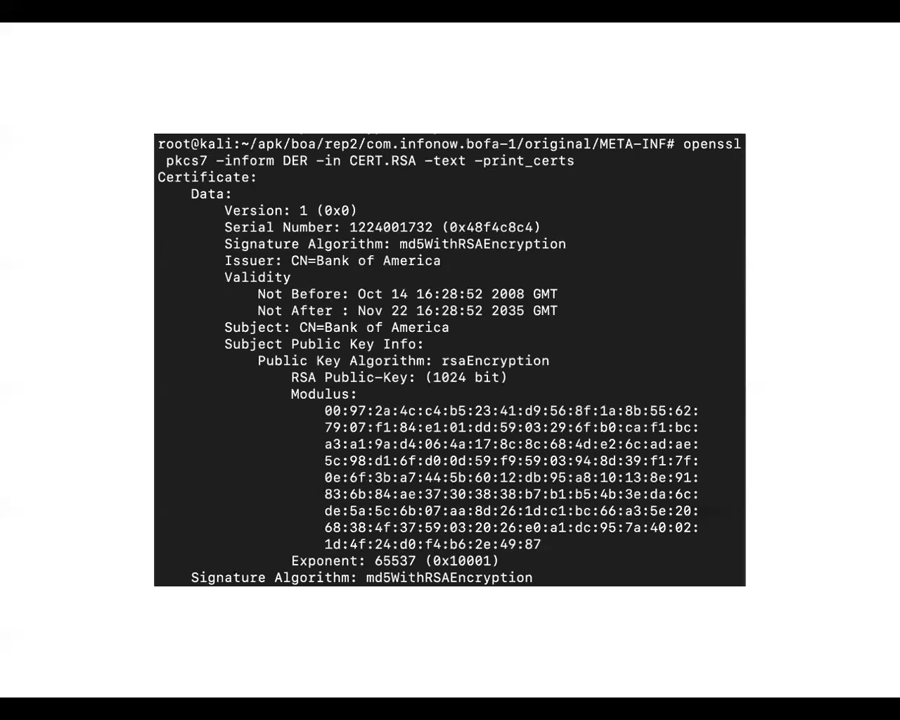 root@kali:~/apk/boa/rep2/com.infonow.bofa-1/original/META-INF# openssl
pkcs7 -inform DER -in CERT.RSA -text -print_certs
Certificate:
Data:
Version: 1 (0x0)
Serial Number: 1224001732 (0x48f4c8c4)
Signature Algorithm: md5WithRSAEncryption
Issuer: CN=Bank of America
Validity
Not Before: Oct 14 16:28:52 2008 GMT
Not After : Nov 22 16:28:52 2035 GMT
Subject: CN=Bank of America
Subject Public Key Info:
Public Key Algorithm: rsaEncryption
RSA Public-Key: (1024 bit)
Modulus:
00:97:2a:4c:c4:b5:23:41:d9:56:8f:1a:8b:55:62:
79:07:f1:84:e1:01:dd:59:03:29:6f:b0:ca:f1:bc:
a3:a1:9a:d4:06:4a:17:8c:8c:68:4d:e2:6c:ad:ae:
5c:98:d1:6f:d0:0d:59:f9:59:03:94:8d:39:f1:7f:
0e:6f:3b:a7:44:5b:60:12:db:95:a8:10:13:8e:91:
83:6b:84:ae:37:30:38:38:b7:b1:b5:4b:3e:da:6c:
de:5a:5c:6b:07:aa:8d:26:1d:c1:bc:66:a3:5e:20:
68:38:4f:37:59:03:20:26:e0:a1:dc:95:7a:40:02:
1d:4f:24:d0:f4:b6:2e:49:87
Exponent: 65537 (0x10001)
Signature Algorithm: md5WithRSAEncryption